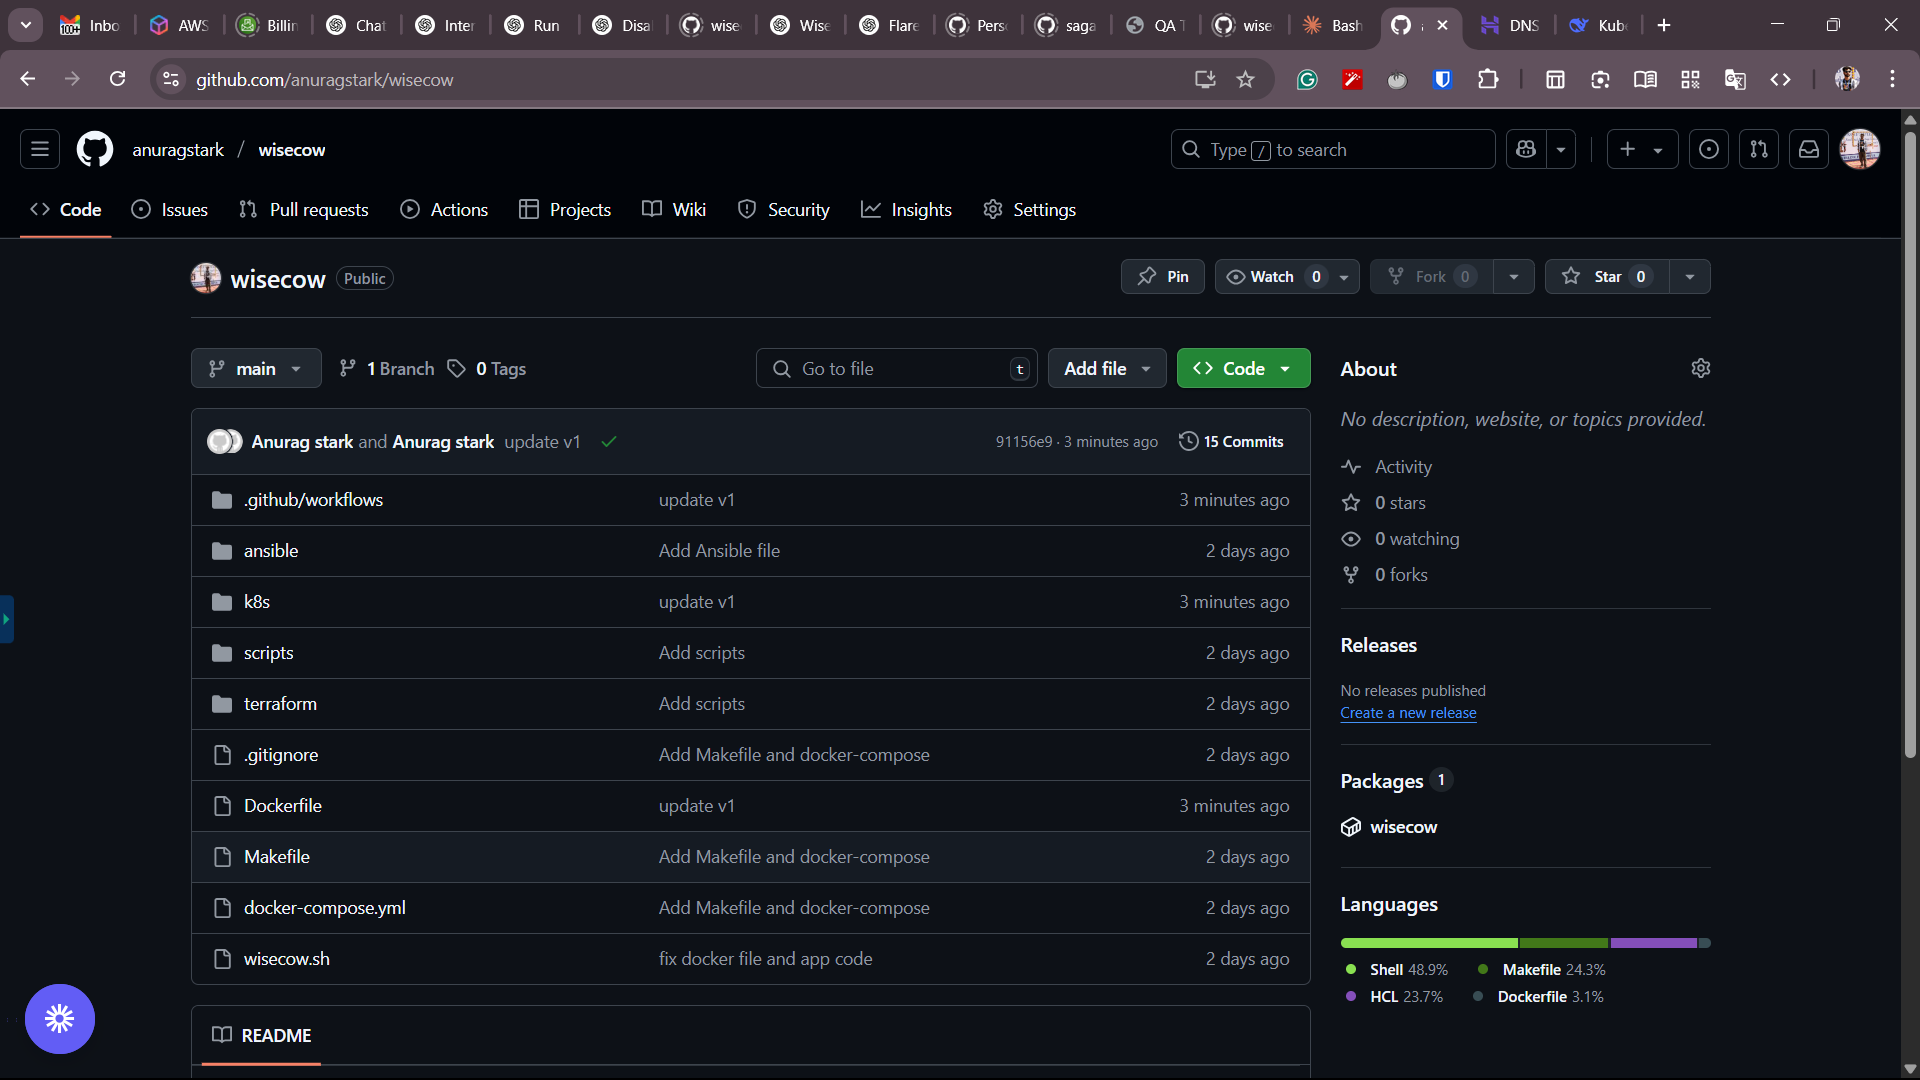 100+ Inbo
AWS
Billin
Chat
Inter
Run
Disa
wise
Wise
Flare
Pers
saga
QA T
wise
Bash
DNS
Kube
github.com/anuragstark/wisecow
anuragstark / wisecow
Type / to search
Code
Issues
Pull requests
Actions
Projects
Wiki
Security
Insights
Settings
wisecow Public
Pin
Watch 0
Fork 0
Star 0
main
1 Branch
0 Tags
Go to file t
Add file
Code
Anurag stark and Anurag stark update v1
91156e9 · 3 minutes ago
15 Commits
.github/workflows update v1 3 minutes ago
ansible Add Ansible file 2 days ago
k8s update v1 3 minutes ago
scripts Add scripts 2 days ago
terraform Add scripts 2 days ago
.gitignore Add Makefile and docker-compose 2 days ago
Dockerfile update v1 3 minutes ago
Makefile Add Makefile and docker-compose 2 days ago
docker-compose.yml Add Makefile and docker-compose 2 days ago
wisecow.sh fix docker file and app code 2 days ago
README
About
No description, website, or topics provided.
Activity
0 stars
0 watching
0 forks
Releases
No releases published
Create a new release
Packages 1
wisecow
Languages
Shell 48.9% Makefile 24.3%
HCL 23.7% Dockerfile 3.1%